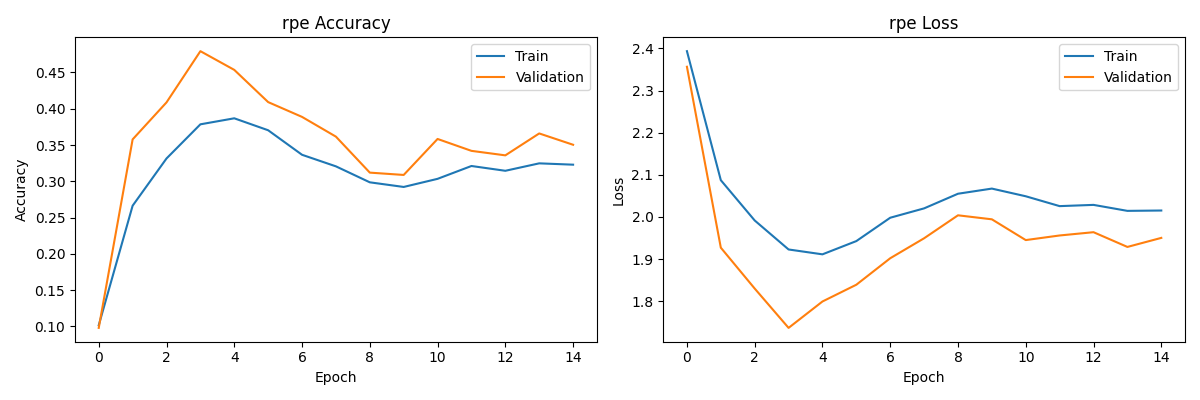 rpe Accuracy
Train
Validation
0.45
0.40
0.35
0.30
0.25
0.20
0.15
0.10
Accuracy
0 2 4 6 8 10 12 14
Epoch
rpe Loss
Train
Validation
2.4
2.3
2.2
2.1
2.0
1.9
1.8
Loss
0 2 4 6 8 10 12 14
Epoch